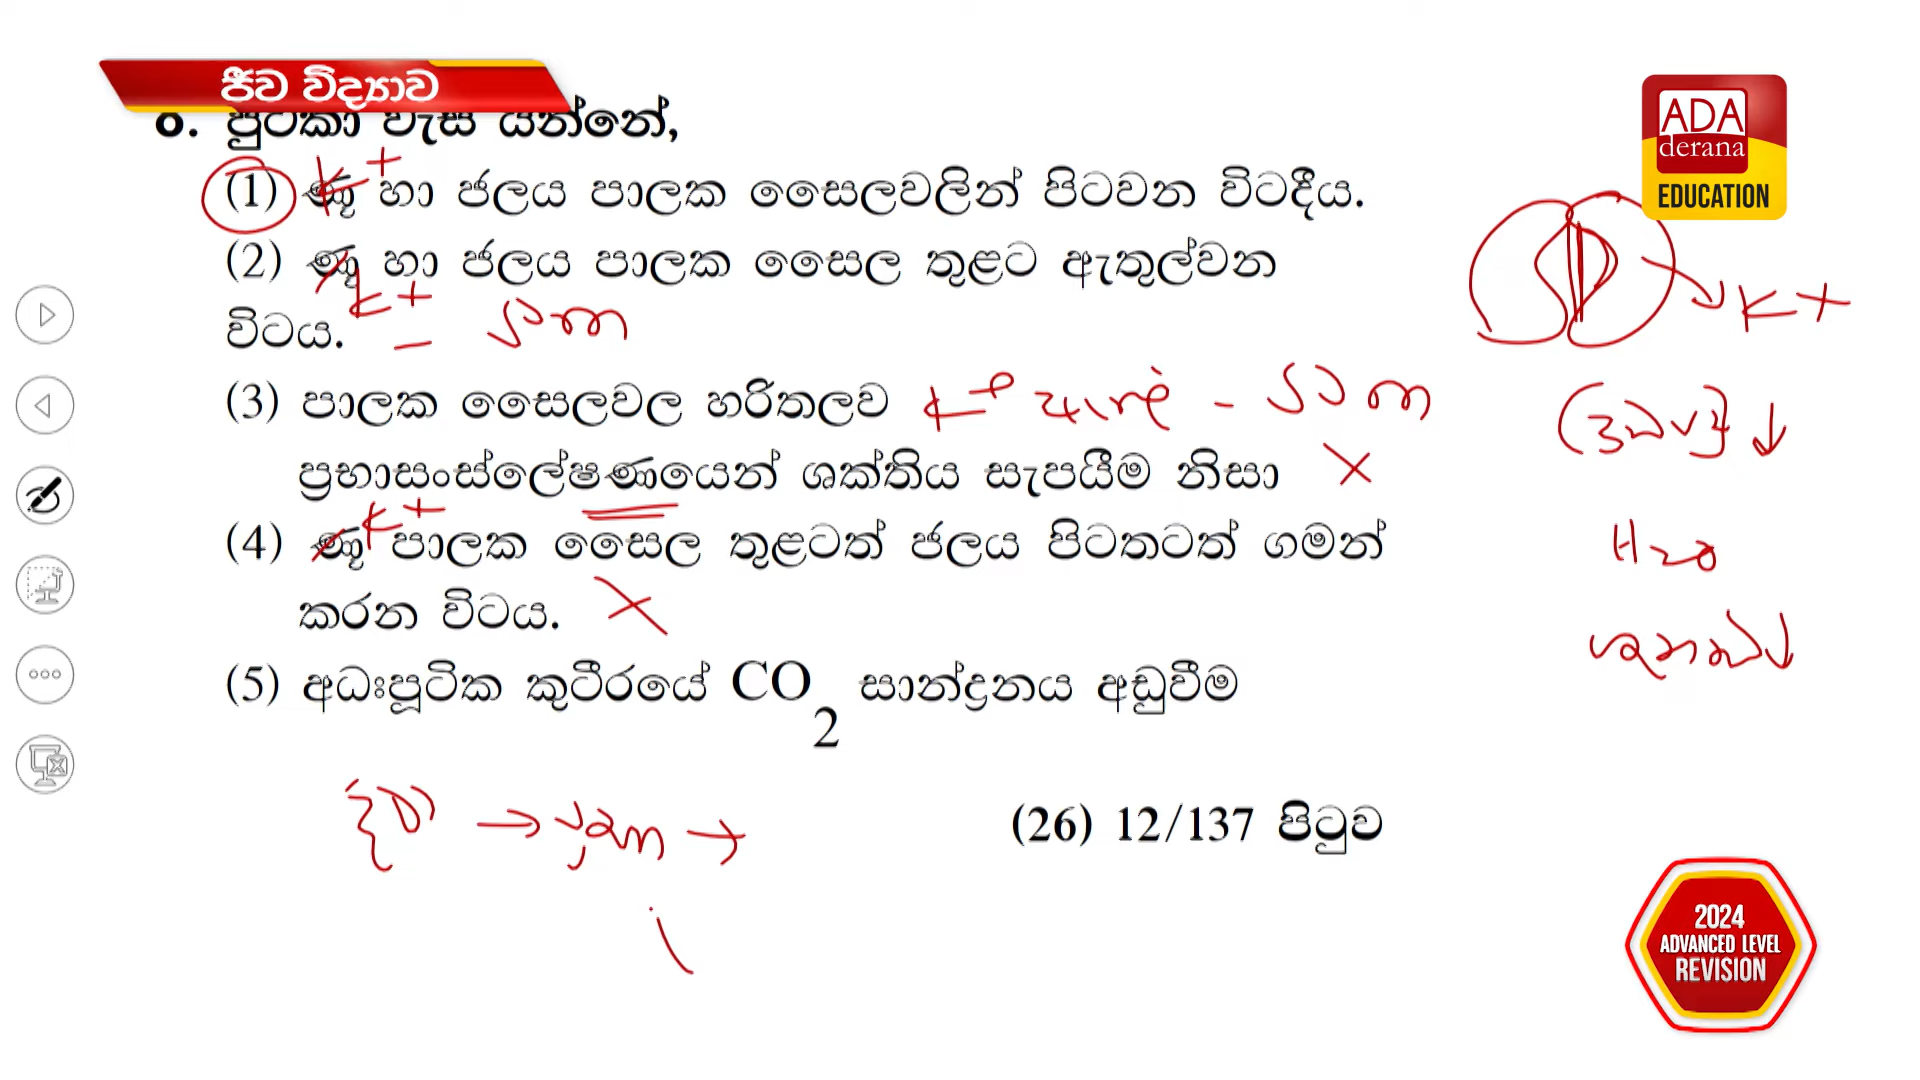 ජීව විද්‍යාව
8. පූටිකා වැසී යන්නේ,
(1) K+ හා ජලය පාලක සෛලවලින් පිටවන විටදීය.
(2) K+ හා ජලය පාලක සෛල තුළට ඇතුල්වන
විටය.
(3) පාලක සෛලවල හරිතලව
ප්‍රභාසංස්ලේෂණයෙන් ශක්තිය සැපයීම නිසා
(4) K+ පාලක සෛල තුළටත් ජලය පිටතටත් ගමන්
කරන විටය.
(5) අධඃපූටික කුටීරයේ CO2 සාන්ද්‍රනය අඩුවීම
(26) 12/137 පිටුව
ADA
derana
EDUCATION
K+
H2O
2024
ADVANCED LEVEL
REVISION